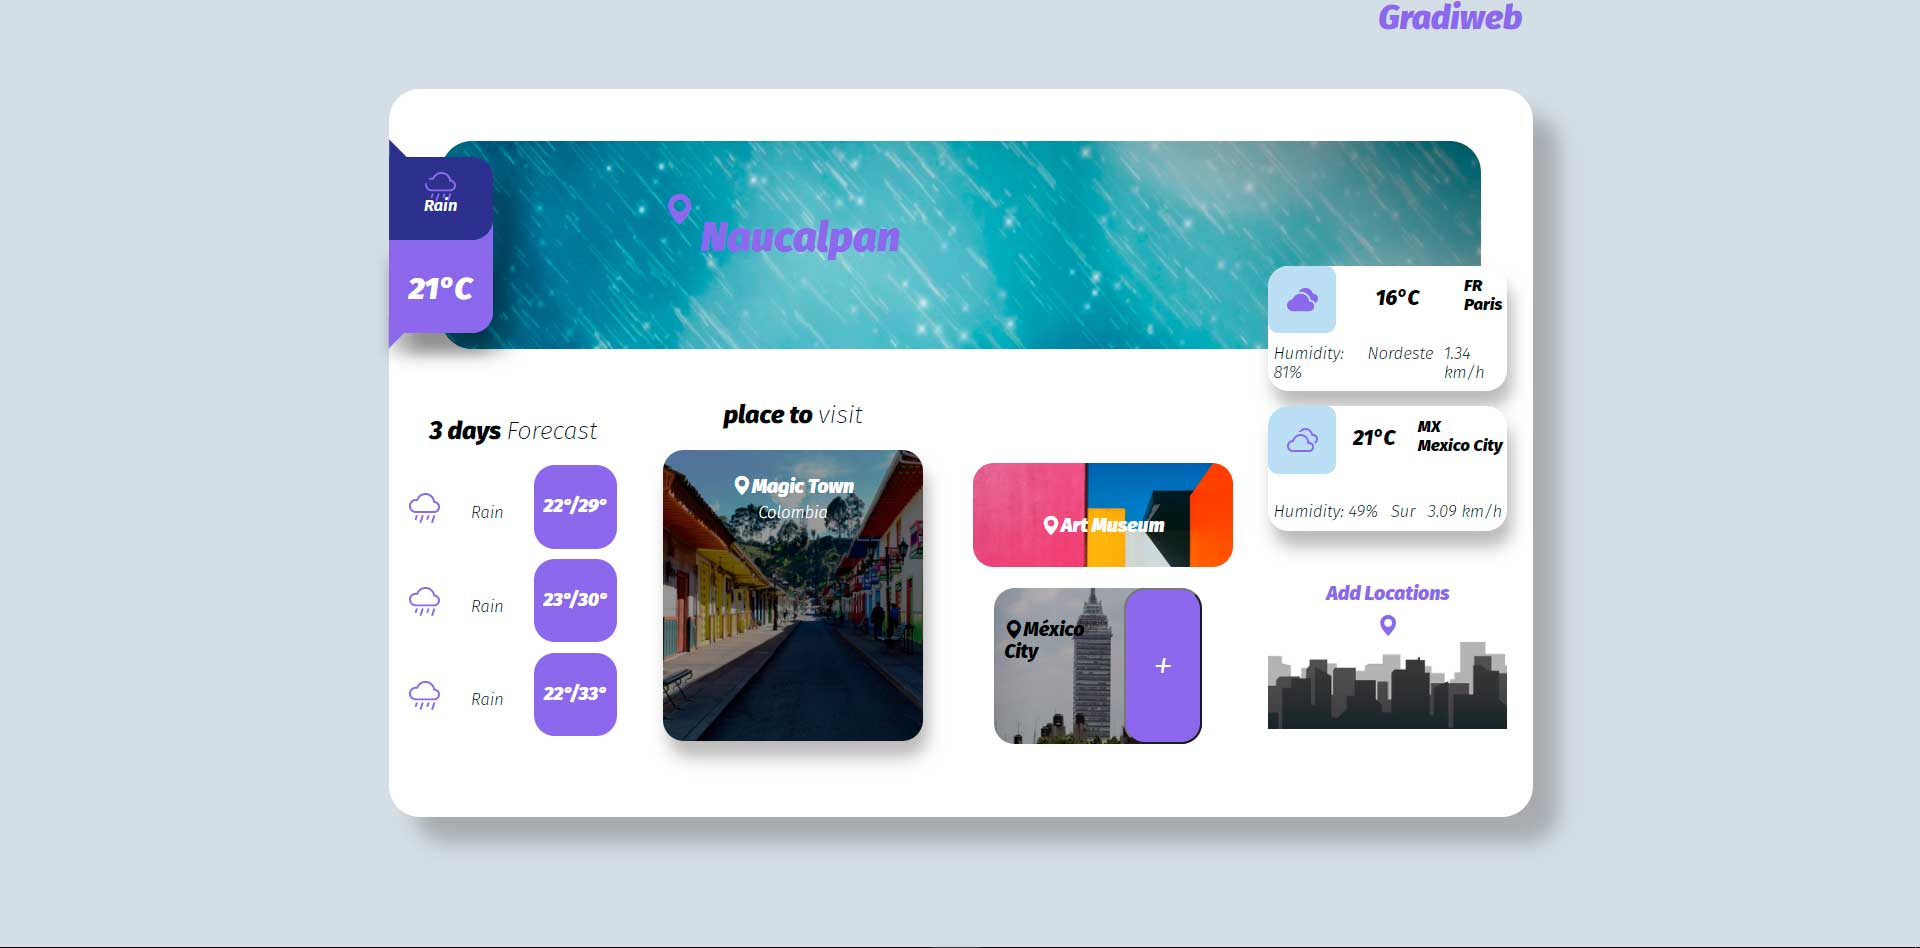 Gradiweb
Rain
21°C
Naucalpan
16°C
FR
Paris
Humidity: 81%
Nordeste
1.34 km/h
21°C
MX
Mexico City
Humidity: 49%
Sur
3.09 km/h
3 days Forecast
Rain
22°/29°
Rain
23°/30°
Rain
22°/33°
place to visit
Magic Town
Colombia
Art Museum
México
City
+
Add Locations